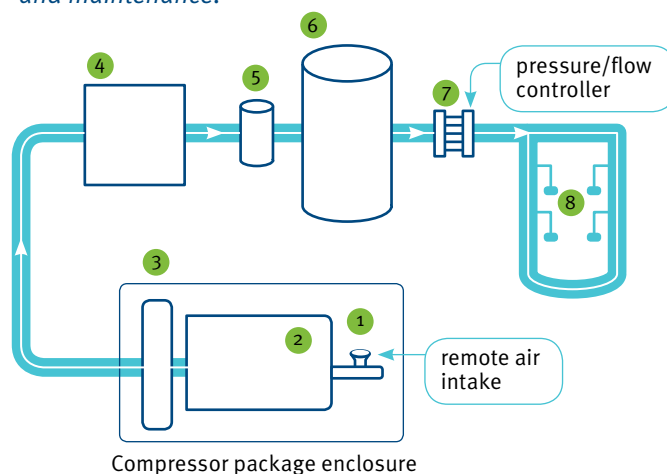 and maintenance.
6
4
5
7
pressure/flow
controller
8
3
2
1
remote air
intake
Compressor package enclosure